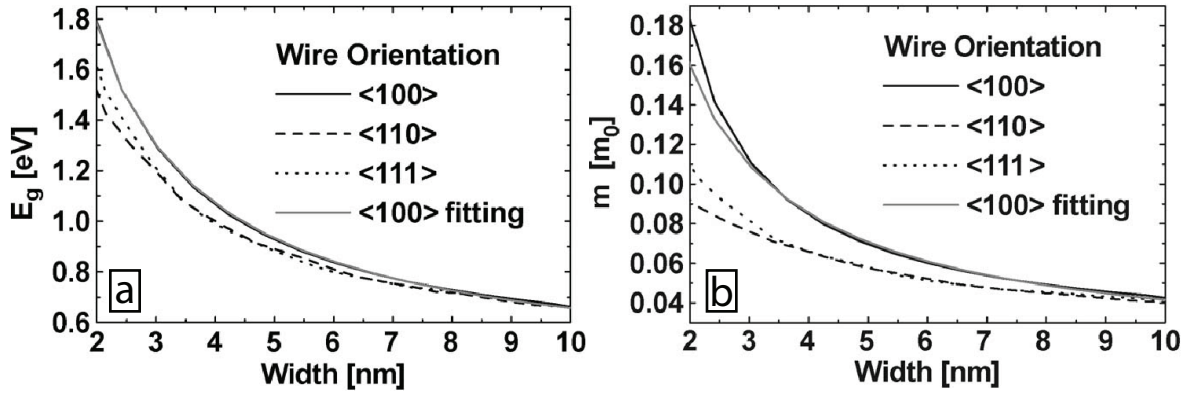 1.8
1.6
1.4
1.2
1.0
0.8
0.6
E_g [eV]
Wire Orientation
<100>
<110>
<111>
<100> fitting
a
2 3 4 5 6 7 8 9 10
Width [nm]
0.18
0.16
0.14
0.12
0.10
0.08
0.06
0.04
m [m_0]
Wire Orientation
<100>
<110>
<111>
<100> fitting
b
2 3 4 5 6 7 8 9 10
Width [nm]